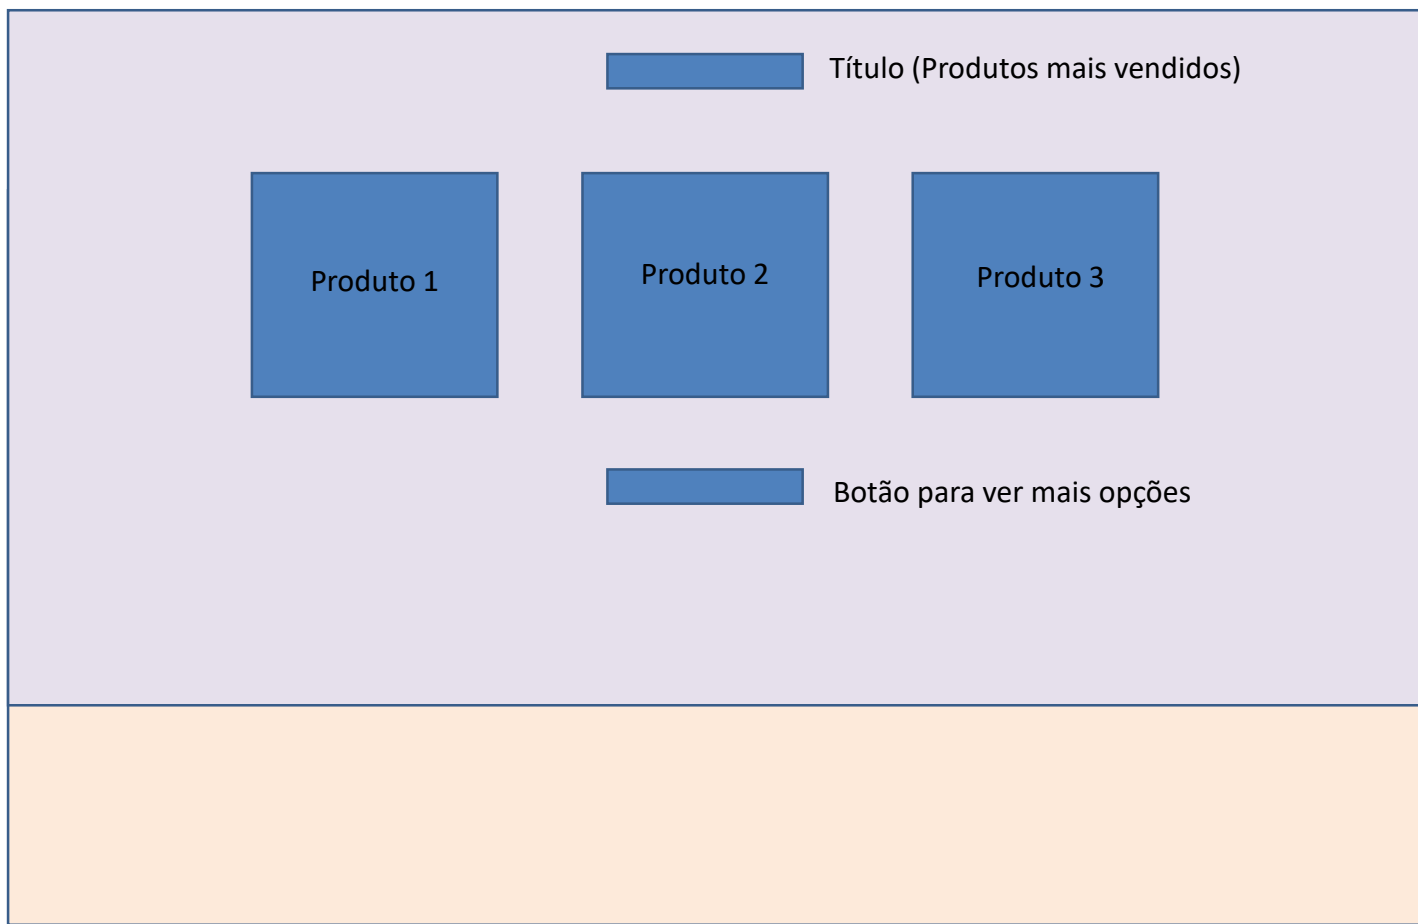 Título (Produtos mais vendidos)
Produto 1
Produto 2
Produto 3
Botão para ver mais opções